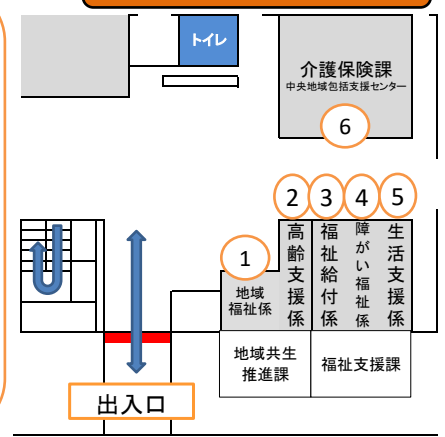 トイレ
介護保険課
中央地域包括支援センター
6
2
3
4
5
1
高齢支援係
福祉給付係
障がい福祉係
生活支援係
地域
福祉係
地域共生
推進課
福祉支援課
出入口